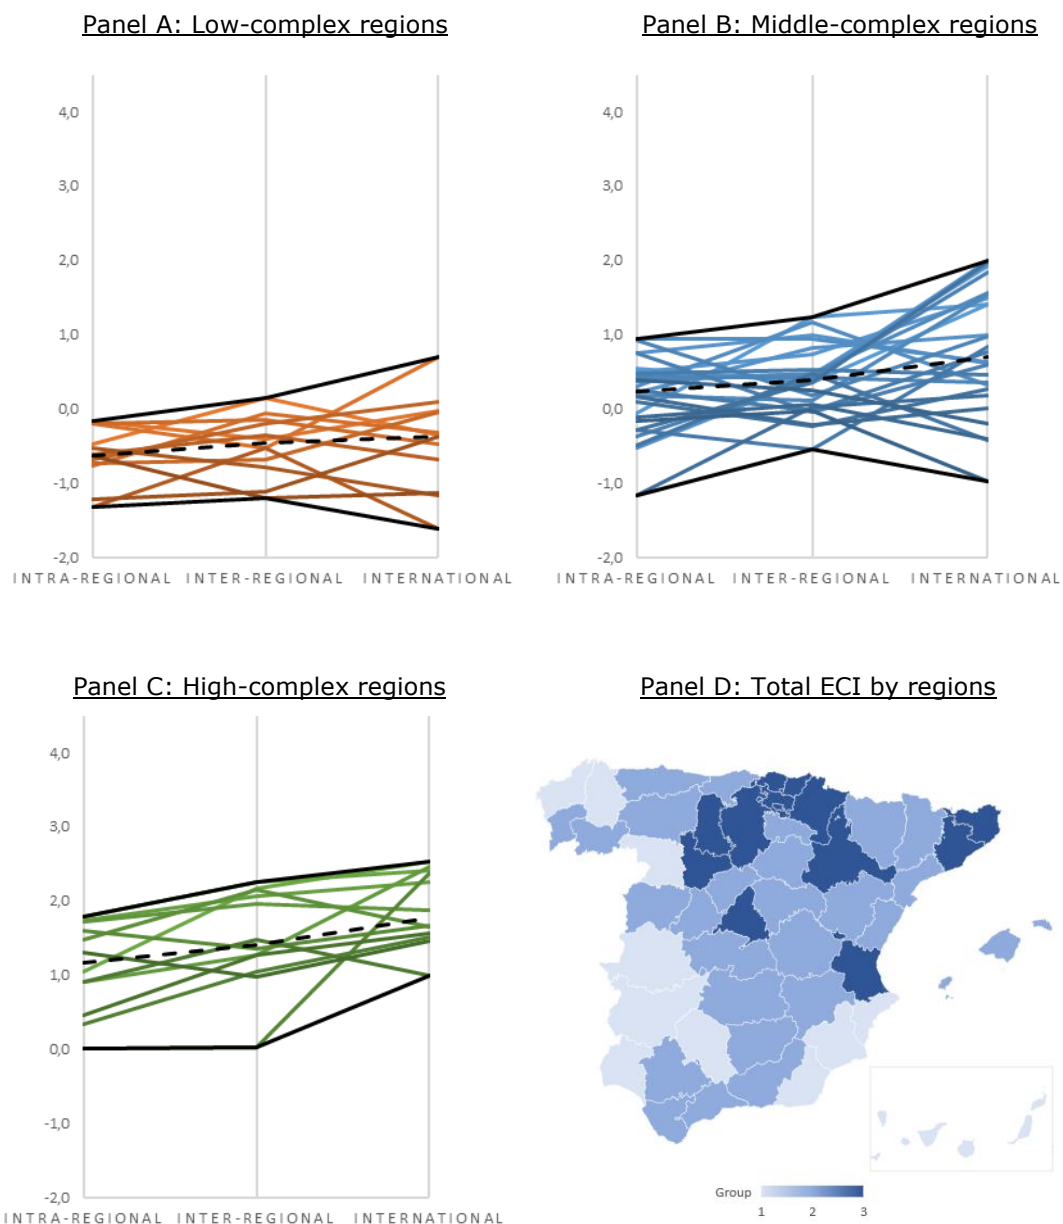 Panel A: Low-complex regions
4,0
3,0
2,0
1,0
0,0
-1,0
-2,0
INTRA-REGIONAL INTER-REGIONAL INTERNATIONAL
Panel B: Middle-complex regions
4,0
3,0
2,0
1,0
0,0
-1,0
-2,0
INTRA-REGIONAL INTER-REGIONAL INTERNATIONAL
Panel C: High-complex regions
4,0
3,0
2,0
1,0
0,0
-1,0
-2,0
INTRA-REGIONAL INTER-REGIONAL INTERNATIONAL
Panel D: Total ECI by regions
Group
1 2 3